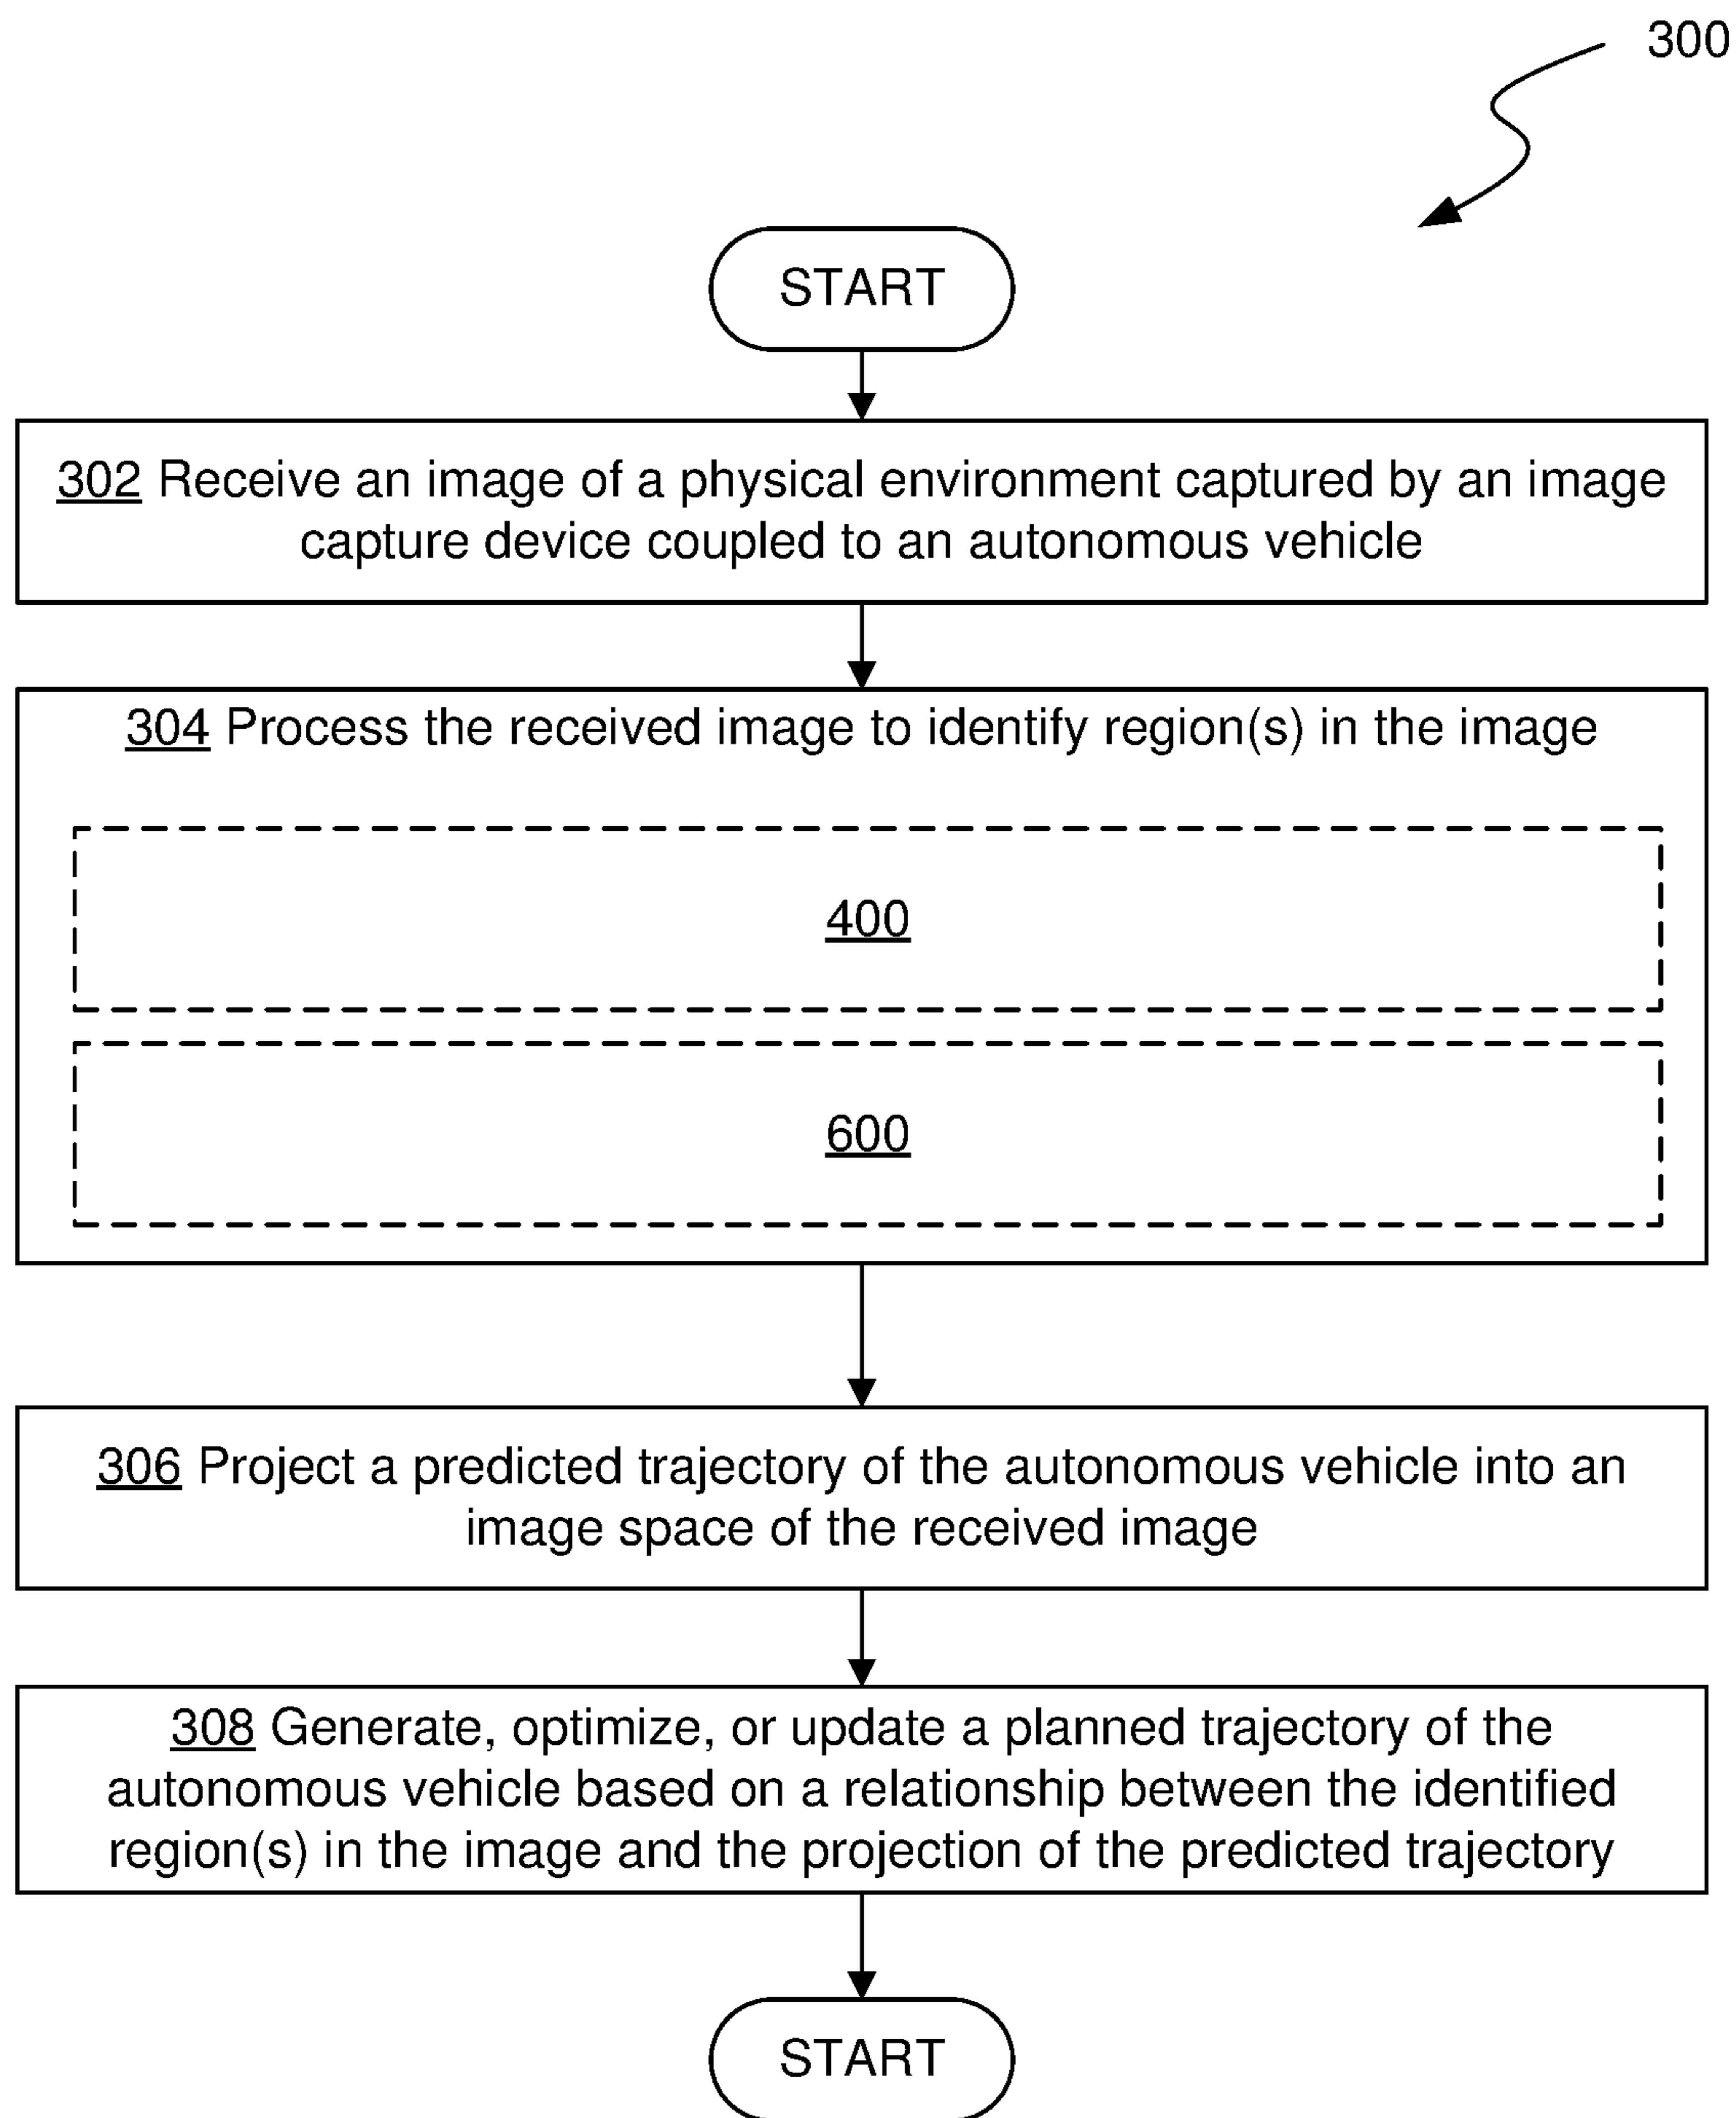 300
START
302 Receive an image of a physical environment captured by an image
capture device coupled to an autonomous vehicle
304 Process the received image to identify region(s) in the image
400
600
306 Project a predicted trajectory of the autonomous vehicle into an
image space of the received image
308 Generate, optimize, or update a planned trajectory of the
autonomous vehicle based on a relationship between the identified
region(s) in the image and the projection of the predicted trajectory
START